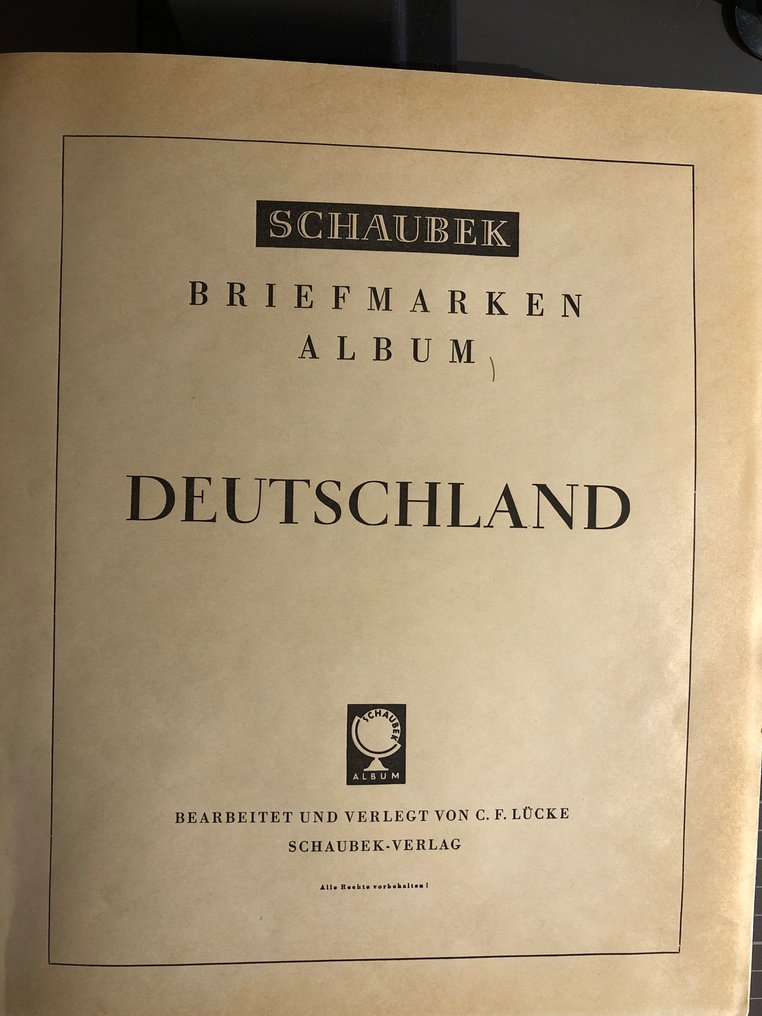 SCHAUBEK
BRIEFMARKEN
ALBUM
DEUTSCHLAND
SCHAUBEK
ALBUM
BEARBEITET UND VERLEGT VON C. F. LÜCKE
SCHAUBEK-VERLAG
Alle Rechte vorbehalten!